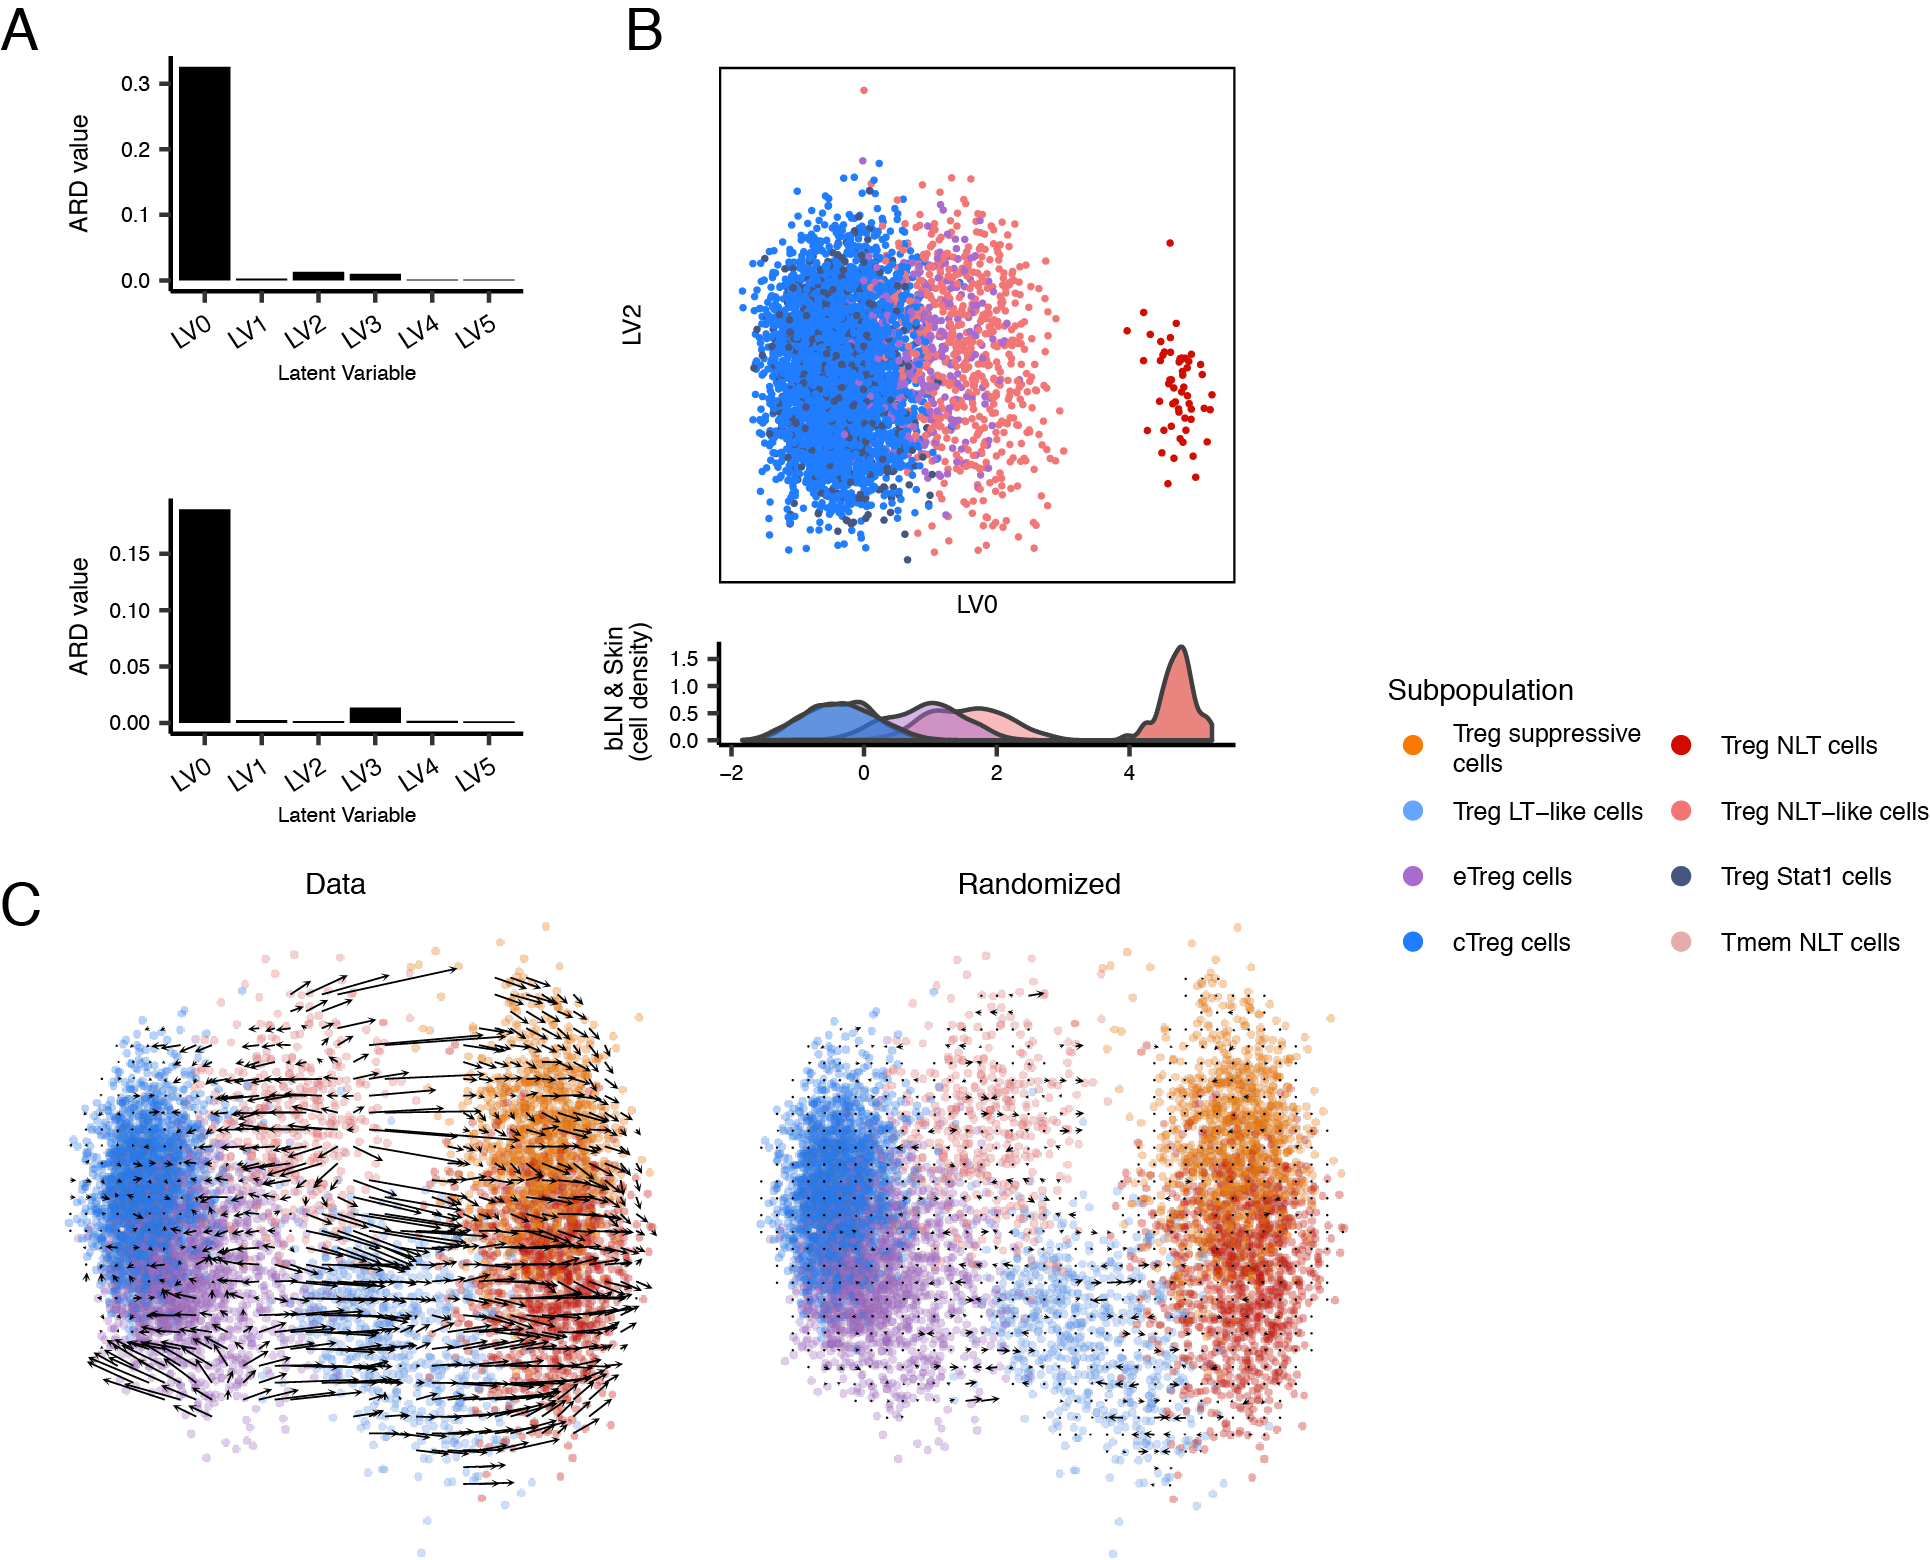 A
0.3
0.2
0.1
0.0
ARD value
LV0
LV1
LV2
LV3
LV4
LV5
Latent Variable
0.15
0.10
0.05
0.00
ARD value
LV0
LV1
LV2
LV3
LV4
LV5
Latent Variable
B
LV2
LV0
bLN & Skin
(cell density)
1.5
1.0
0.5
0.0
−2
0
2
4
Subpopulation
Treg suppressive
cells
Treg LT−like cells
eTreg cells
cTreg cells
Treg NLT cells
Treg NLT−like cells
Treg Stat1 cells
Tmem NLT cells
C
Data
Randomized